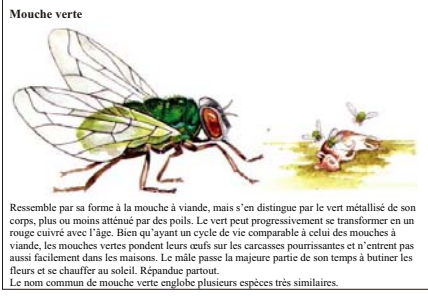 Mouche verte
Ressemble par sa forme à la mouche à viande, mais s'en distingue par le vert métallisé de son
corps, plus ou moins atténué par des poils. Le vert peut progressivement se transformer en un
rouge cuivré avec l'âge. Bien qu'ayant un cycle de vie comparable à celui des mouches à
viande, les mouches vertes pondent leurs œufs sur les carcasses pourrissantes et n'entrent pas
aussi facilement dans les maisons. Le mâle passe la majeure partie de son temps à butiner les
fleurs et se chauffer au soleil. Répandue partout.
Le nom commun de mouche verte englobe plusieurs espèces très similaires.